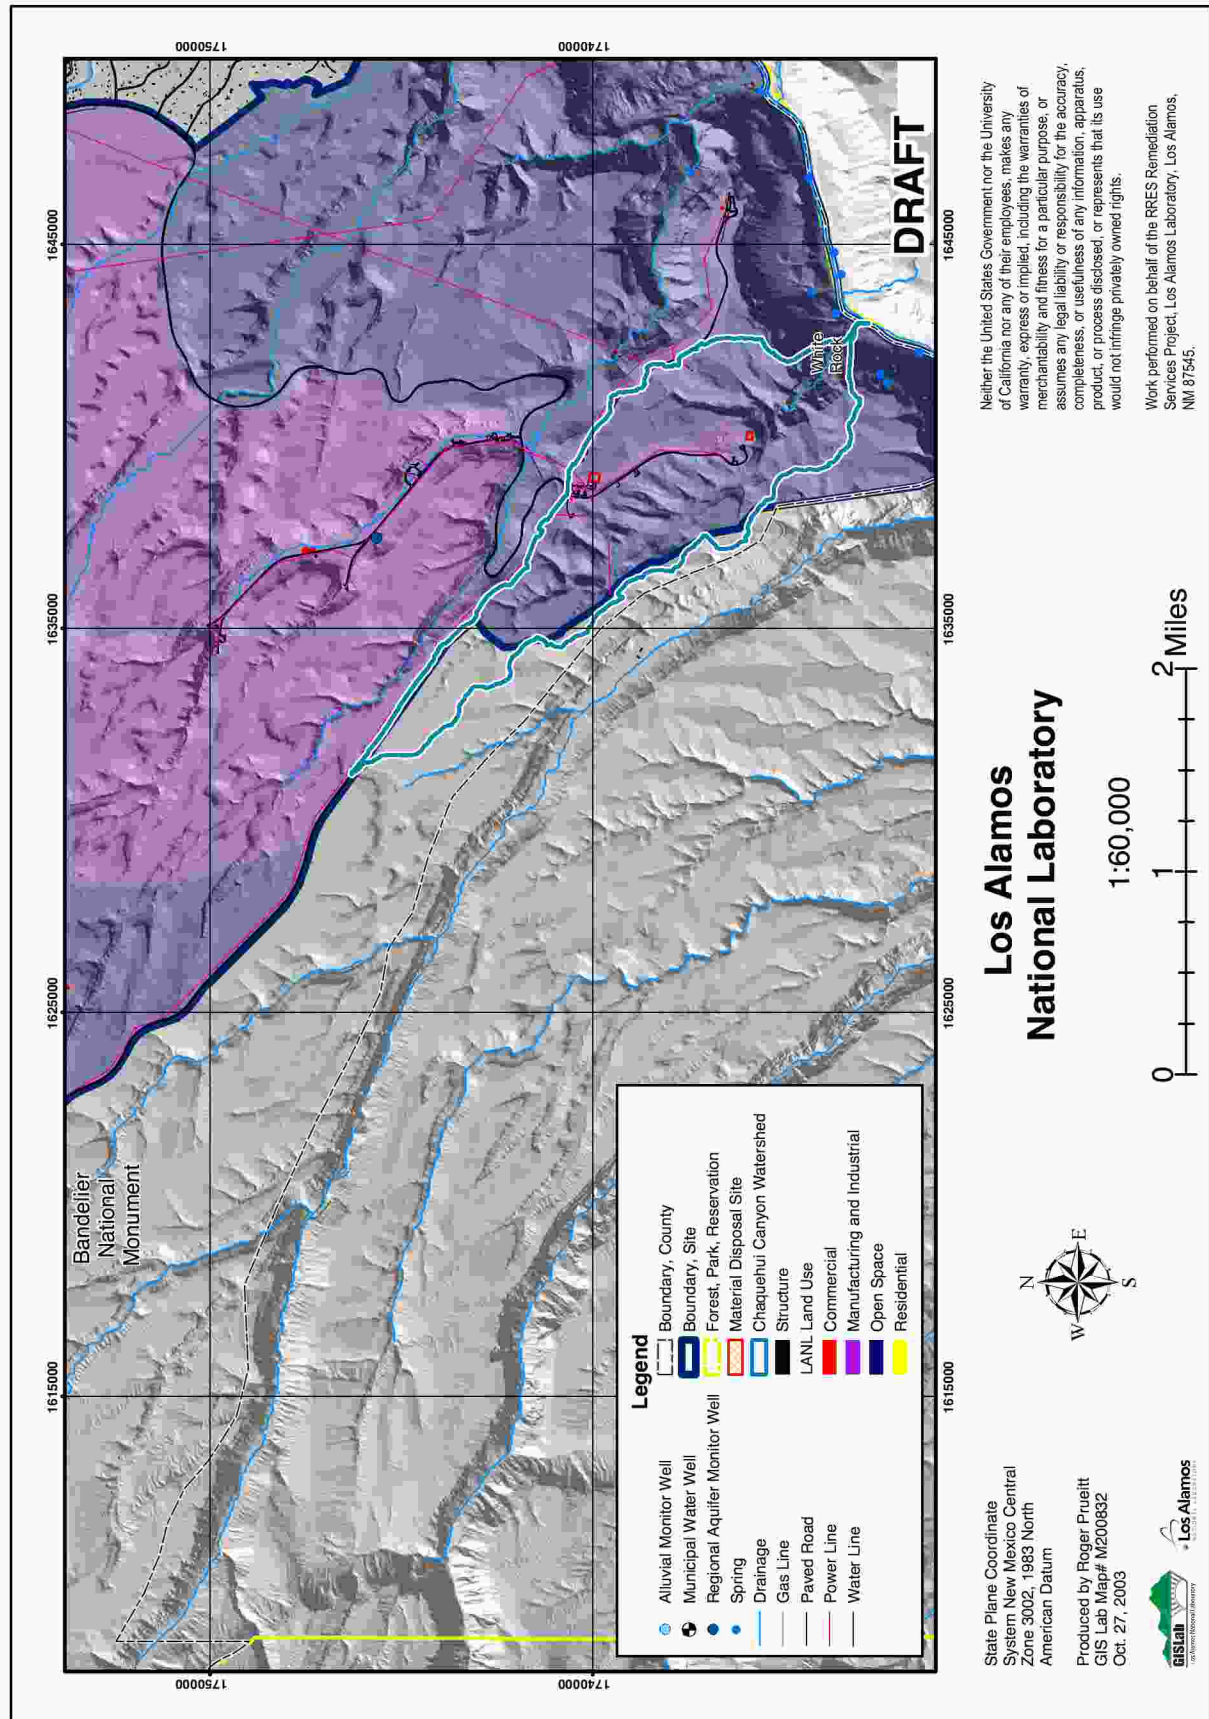 1615000
1625000
1635000
1645000
1750000
1750000
1740000
1740000
1615000
1625000
1635000
1645000
Bandelier
National
Monument
White
Rock
DRAFT
Legend
Alluvial Monitor Well
Municipal Water Well
Regional Aquifer Monitor Well
Spring
Drainage
Gas Line
Paved Road
Power Line
Water Line
Boundary, County
Boundary, Site
Forest, Park, Reservation
Material Disposal Site
Chaquehui Canyon Watershed
Structure
LANL Land Use
Commercial
Manufacturing and Industrial
Open Space
Residential
State Plane Coordinate
System New Mexico Central
Zone 3002, 1983 North
American Datum
Produced by Roger Prueitt
GIS Lab Map# M200832
Oct. 27, 2003
GISLab
Los Alamos
N
W
E
S
Los Alamos
National Laboratory
1:60,000
0
1
2 Miles
Neither the United States Government nor the University
of California nor any of their employees, makes any
warranty, express or implied, including the warranties of
merchantability and fitness for a particular purpose, or
assumes any legal liability or responsibility for the accuracy,
completeness, or usefulness of any information, apparatus,
product, or process disclosed, or represents that its use
would not infringe privately owned rights.
Work performed on behalf of the RRES Remediation
Services Project, Los Alamos Laboratory, Los Alamos,
NM 87545.